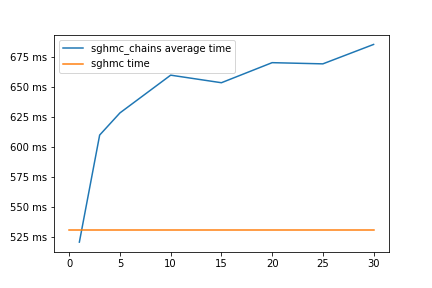 sghmc_chains average time
sghmc time
675 ms
650 ms
625 ms
600 ms
575 ms
550 ms
525 ms
0 5 10 15 20 25 30